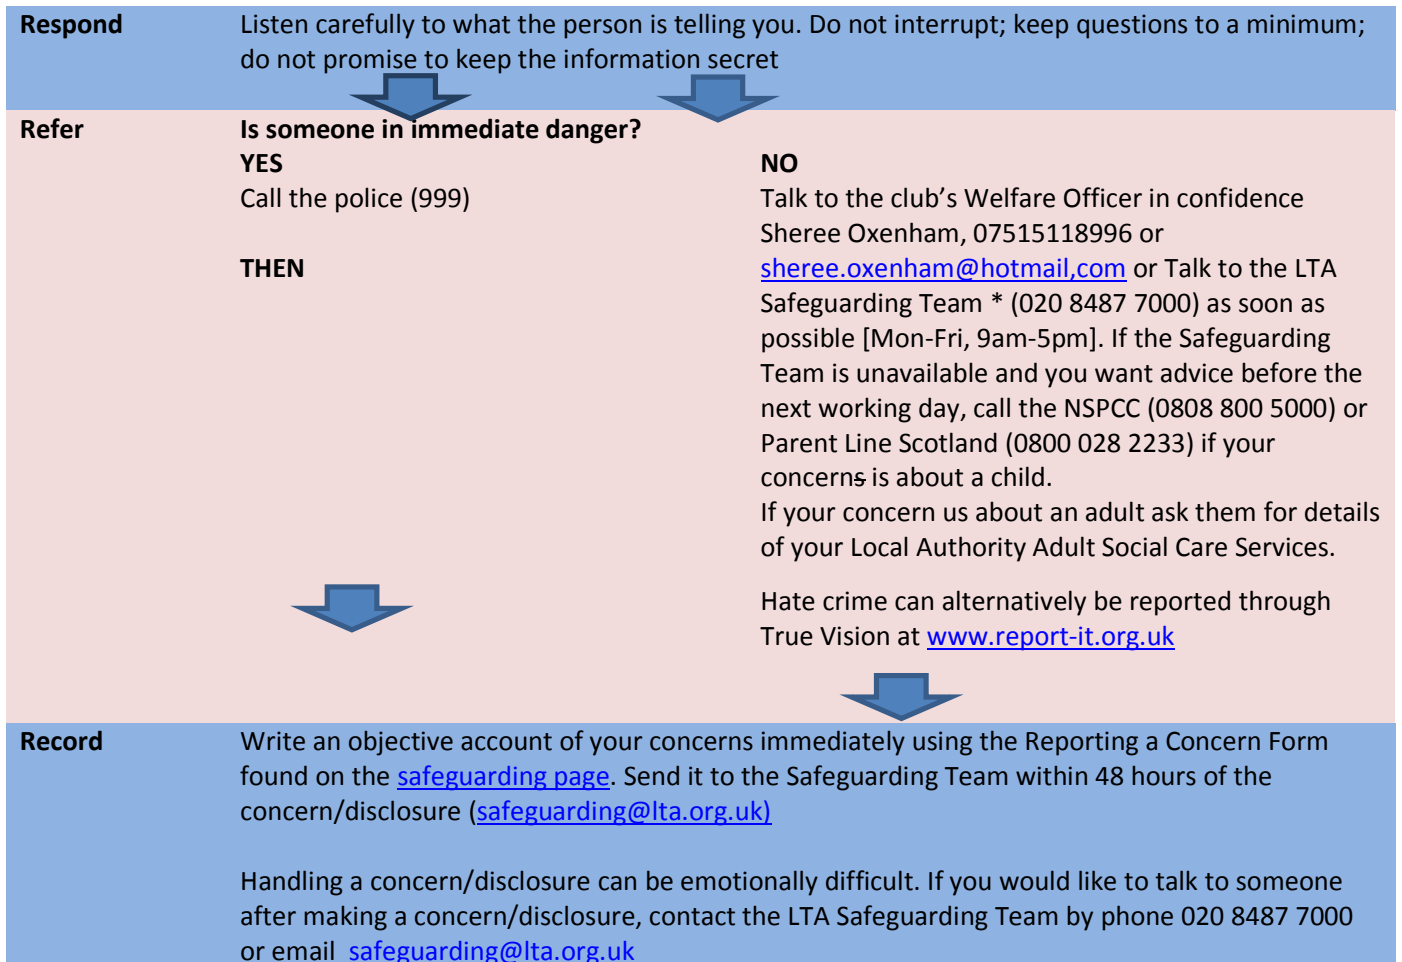 Respond
Listen carefully to what the person is telling you. Do not interrupt; keep questions to a minimum;
do not promise to keep the information secret
Refer
Is someone in immediate danger?
YES
Call the police (999)
THEN
NO
Talk to the club’s Welfare Officer in confidence
Sheree Oxenham, 07515118996 or
sheree.oxenham@hotmail,com or Talk to the LTA
Safeguarding Team * (020 8487 7000) as soon as
possible [Mon-Fri, 9am-5pm]. If the Safeguarding
Team is unavailable and you want advice before the
next working day, call the NSPCC (0808 800 5000) or
Parent Line Scotland (0800 028 2233) if your
concerns is about a child.
If your concern us about an adult ask them for details
of your Local Authority Adult Social Care Services.
Hate crime can alternatively be reported through
True Vision at www.report-it.org.uk
Record
Write an objective account of your concerns immediately using the Reporting a Concern Form
found on the safeguarding page. Send it to the Safeguarding Team within 48 hours of the
concern/disclosure (safeguarding@lta.org.uk)
Handling a concern/disclosure can be emotionally difficult. If you would like to talk to someone
after making a concern/disclosure, contact the LTA Safeguarding Team by phone 020 8487 7000
or email safeguarding@lta.org.uk